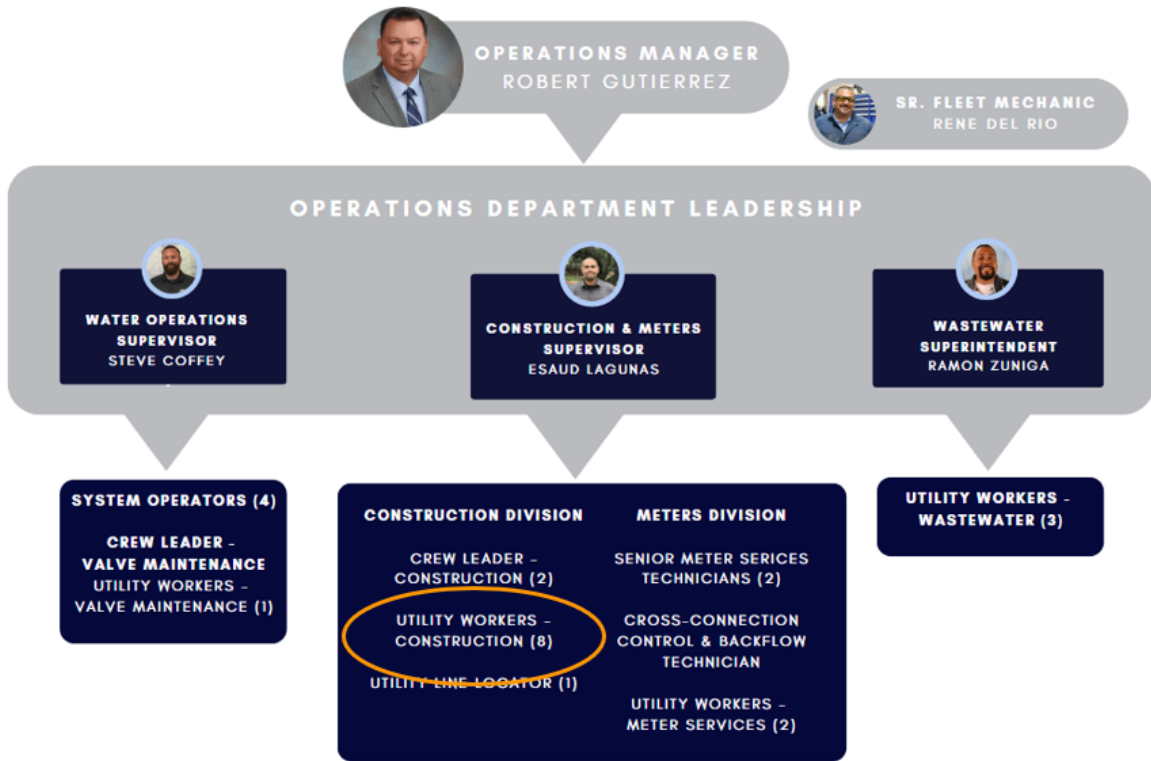 OPERATIONS MANAGER
ROBERT GUTIERREZ
SR. FLEET MECHANIC
RENE DEL RIO
OPERATIONS DEPARTMENT LEADERSHIP
WATER OPERATIONS
SUPERVISOR
STEVE COFFEY
CONSTRUCTION & METERS
SUPERVISOR
ESAUD LAGUNAS
WASTEWATER
SUPERINTENDENT
RAMON ZUNIGA
SYSTEM OPERATORS (4)
CREW LEADER -
VALVE MAINTENANCE
UTILITY WORKERS -
VALVE MAINTENANCE (1)
CONSTRUCTION DIVISION
CREW LEADER -
CONSTRUCTION (2)
UTILITY WORKERS -
CONSTRUCTION (8)
UTILITY LINE LOCATOR (1)
METERS DIVISION
SENIOR METER SERICES
TECHNICIANS (2)
CROSS-CONNECTION
CONTROL & BACKFLOW
TECHNICIAN
UTILITY WORKERS -
METER SERVICES (2)
UTILITY WORKERS -
WASTEWATER (3)